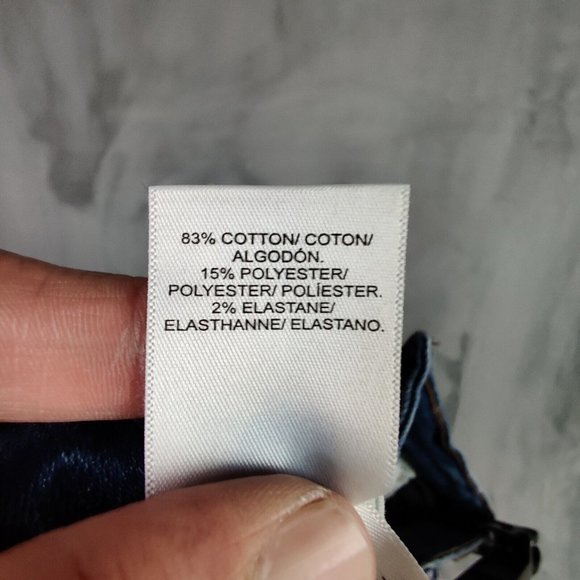 83% COTTON/ COTON/
ALGODÓN.
15% POLYESTER/
POLYESTER/ POLÍESTER.
2% ELASTANE/
ELASTHANNE/ ELASTANO.